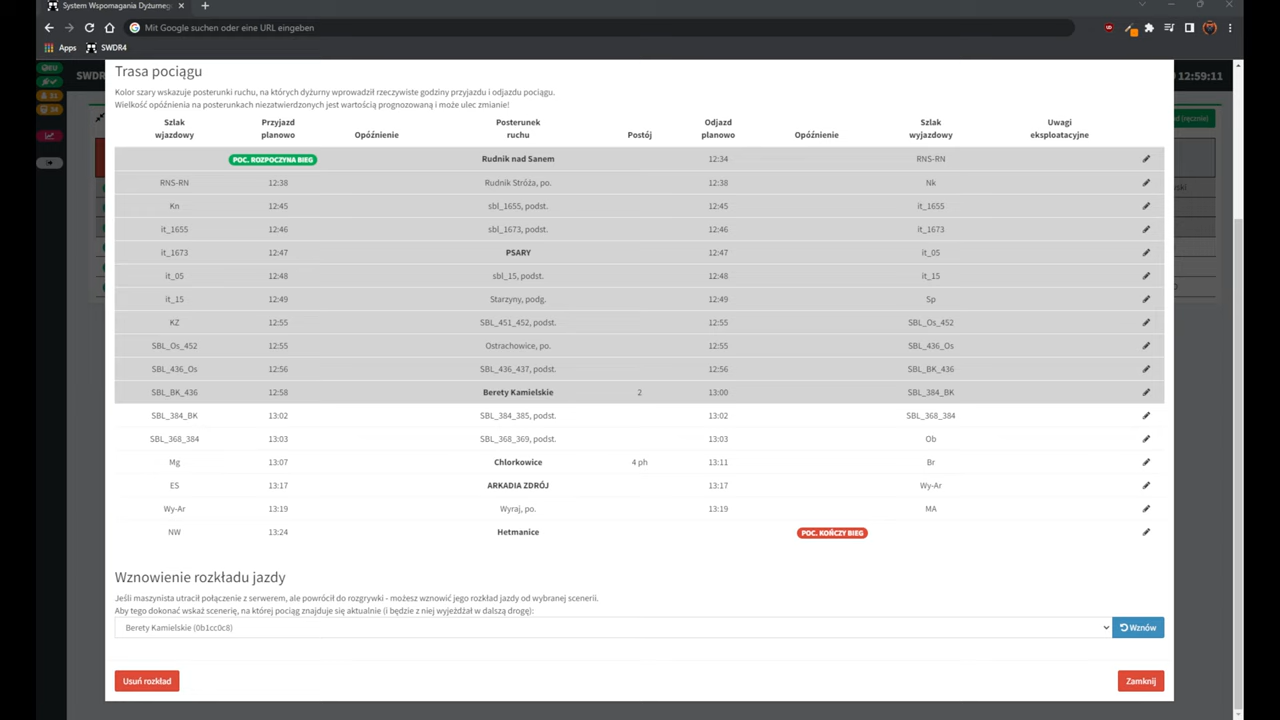 System Wspomagania Dyżurneg
Mit Google suchen oder eine URL eingeben
Apps SWDR4
SWDR
12:59:11
Trasa pociągu
Kolor szary wskazuje posterunki ruchu, na których dyżurny wprowadził rzeczywiste godziny przyjazdu i odjazdu pociągu.
Wielkość opóźnienia na posterunkach niezatwierdzonych jest wartością prognozowaną i może ulec zmianie!
Szlak wjazdowy Przyjazd planowo Opóźnienie Posterunek ruchu Postój Odjazd planowo Opóźnienie Szlak wyjazdowy Uwagi eksploatacyjne
POC. ROZPOCZYNA BIEG Rudnik nad Sanem 12:34 RNS-RN
RNS-RN 12:38 Rudnik Stróża, po. 12:38 Nk
Kn 12:45 sbl_1655, podst. 12:45 it_1655
it_1655 12:46 sbl_1673, podst. 12:46 it_1673
it_1673 12:47 PSARY 12:47 it_05
it_05 12:48 sbl_15, podst. 12:48 it_15
it_15 12:49 Starzyny, podg. 12:49 Sp
KZ 12:55 SBL_451_452, podst. 12:55 SBL_Os_452
SBL_Os_452 12:55 Ostrachowice, po. 12:55 SBL_436_Os
SBL_436_Os 12:56 SBL_436_437, podst. 12:56 SBL_BK_436
SBL_BK_436 12:58 Berety Kamielskie 2 13:00 SBL_384_BK
SBL_384_BK 13:02 SBL_384_385, podst. 13:02 SBL_368_384
SBL_368_384 13:03 SBL_368_369, podst. 13:03 Ob
Mg 13:07 Chlorkowice 4 ph 13:11 Br
ES 13:17 ARKADIA ZDRÓJ 13:17 Wy-Ar
Wy-Ar 13:19 Wyraj, po. 13:19 MA
NW 13:24 Hetmanice POC. KOŃCZY BIEG
Wznowienie rozkładu jazdy
Jeśli maszynista utracił połączenie z serwerem, ale powrócił do rozgrywki - możesz wznowić jego rozkład jazdy od wybranej scenerii.
Aby tego dokonać wskaż scenerię, na której pociąg znajduje się aktualnie (i będzie z niej wyjeżdżał w dalszą drogę):
Berety Kamielskie (0b1cc0c8) Wznów
Usuń rozkład Zamknij